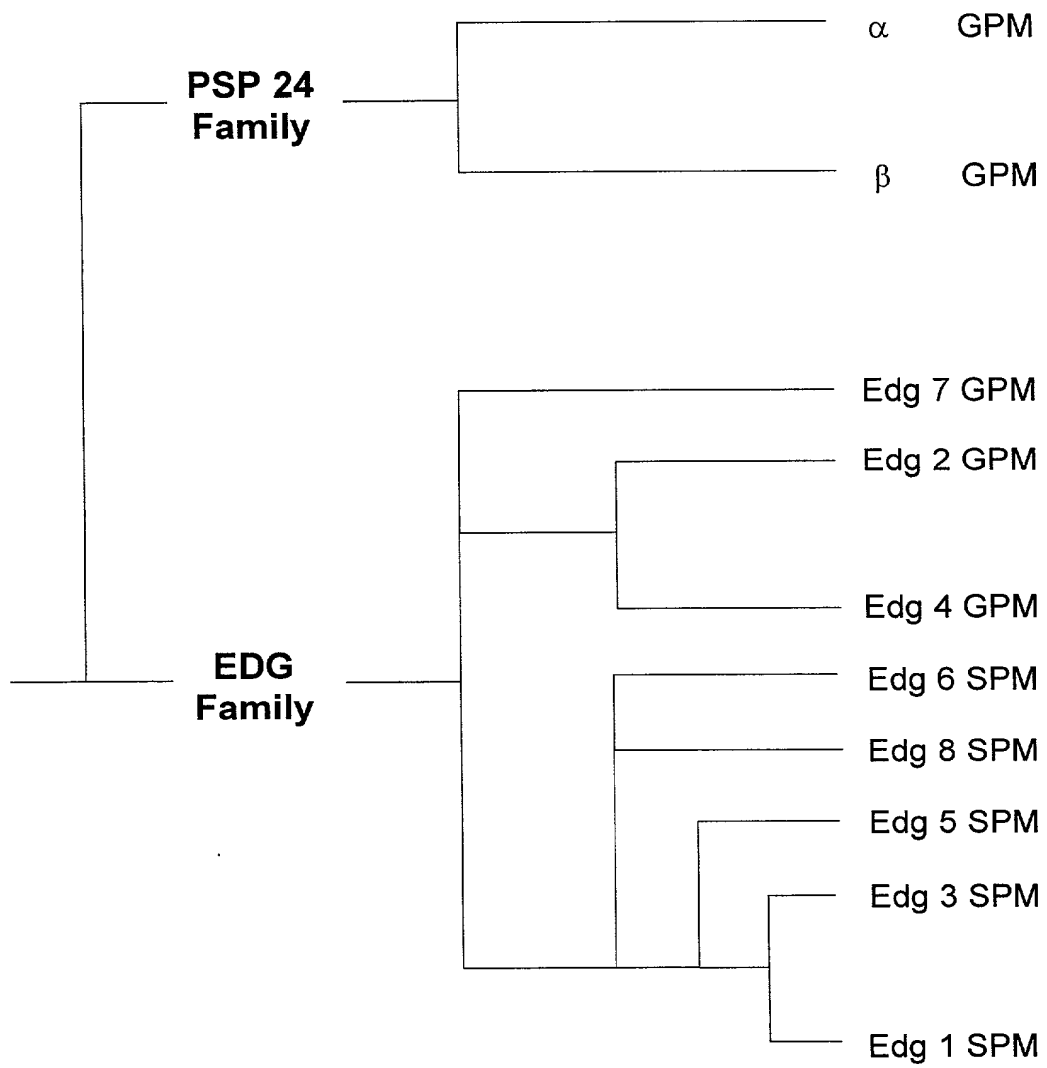 α GPM
PSP 24
Family
β GPM
Edg 7 GPM
Edg 2 GPM
Edg 4 GPM
EDG
Family
Edg 6 SPM
Edg 8 SPM
Edg 5 SPM
Edg 3 SPM
Edg 1 SPM